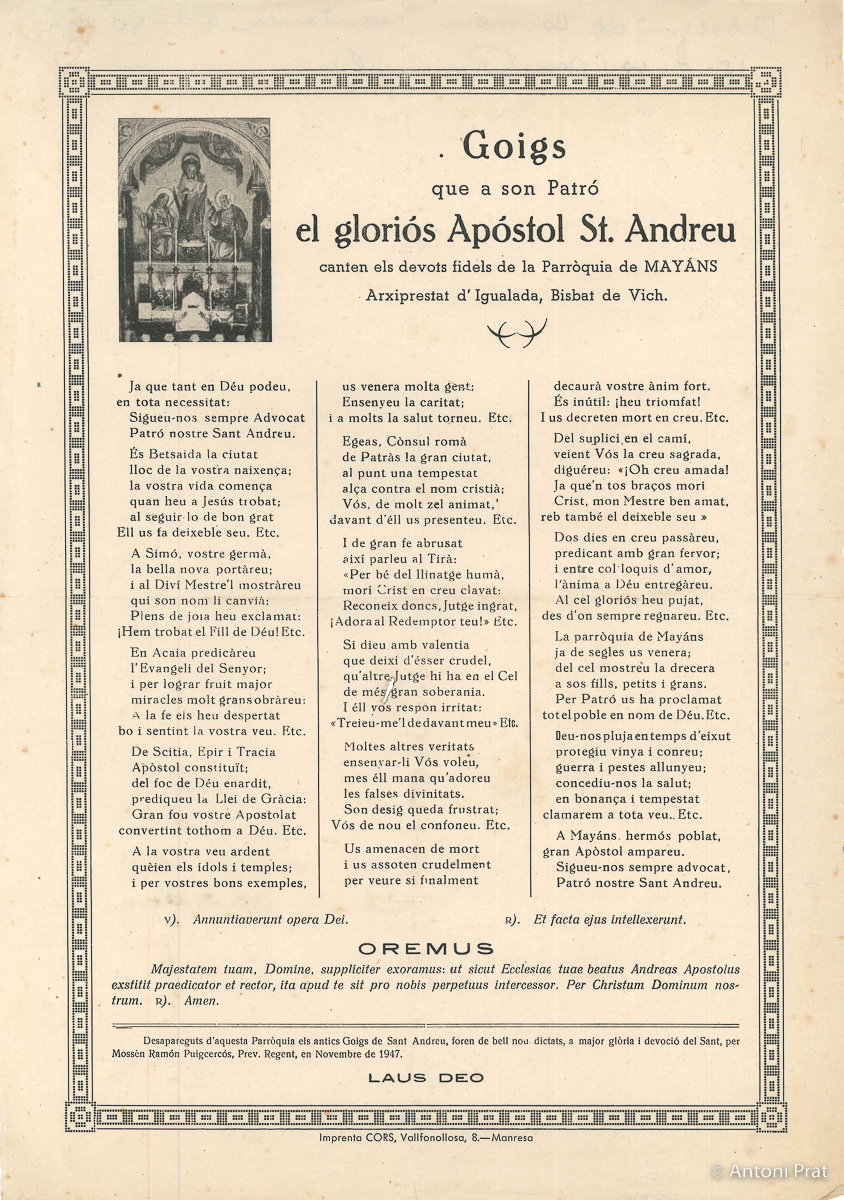 . Goigs
que a son Patró
el gloriós Apóstol St. Andreu
canten els devots fidels de la Parròquia de MAYÁNS
Arxiprestat d' Igualada, Bisbat de Vich.
Ja que tant en Déu podeu,
en tota necessitat:
Sigueu-nos sempre Advocat
Patró nostre Sant Andreu.
És Betsaida la ciutat
lloc de la vostra naixença;
la vostra vida comença
quan heu a Jesús trobat;
al seguir-lo de bon grat
Ell us fa deixeble seu. Etc.
A Simó, vostre germà,
la bella nova portàreu;
i al Diví Mestre'l mostràreu
qui son nom li canvià:
Plens de joia heu exclamat:
¡Hem trobat el Fill de Déu! Etc.
En Acaia predicàreu
l'Evangeli del Senyor;
i per lograr fruit major
miracles molt grans obràreu:
A la fe els heu despertat
bo i sentint la vostra veu. Etc.
De Scitia, Epir i Tracia
Apòstol constituït;
del foc de Déu enardit,
prediqueu la Llei de Gràcia:
Gran fou vostre Apostolat
convertint tothom a Déu. Etc.
A la vostra veu ardent
quèien els ídols i temples;
i per vostres bons exemples,
us venera molta gent:
Ensenyeu la caritat;
i a molts la salut torneu. Etc.
Egeas, Cònsul romà
de Patràs la gran ciutat,
al punt una tempestat
alça contra el nom cristià;
Vós, de molt zel animat,
davant d'éll us presenteu. Etc.
I de gran fe abrusat
així parleu al Tirà:
«Per bé del llinatge humà,
morí Crist en creu clavat:
Reconeix doncs, Jutge ingrat,
¡Adora al Redemptor teu!» Etc.
Si dieu amb valentia
que deixi d'ésser crudel,
qu'altre Jutge hi ha en el Cel
de més gran soberania.
I éll vos respon irritat:
«Treieu-me'l de davant meu» Etc.
Moltes altres veritats
ensenyar-li Vós voleu,
mes éll mana qu'adoreu
les falses divinitats.
Son desig queda frustrat;
Vós de nou el confoneu. Etc.
Us amenacen de mort
i us assoten crudelment
per veure si finalment
decaurà vostre ànim fort.
És inútil: ¡heu triomfat!
I us decreten mort en creu. Etc.
Del suplici en el camí,
veient Vós la creu sagrada,
diguéreu: «¡Oh creu amada!
Ja que'n tos braços morí
Crist, mon Mestre ben amat,
reb també el deixeble seu »
Dos dies en creu passàreu,
predicant amb gran fervor;
i entre col·loquis d'amor,
l'ànima a Déu entregàreu.
Al cel gloriós heu pujat,
des d'on sempre regnareu. Etc.
La parròquia de Mayáns
ja de segles us venera;
del cel mostreu la drecera
a sos fills, petits i grans.
Per Patró us ha proclamat
tot el poble en nom de Déu. Etc.
Deu-nos pluja en temps d'eixut
protegiu vinya i conreu;
guerra i pestes allunyeu;
concediu-nos la salut;
en bonança i tempestat
clamarem a tota veu.. Etc.
A Mayáns, hermós poblat,
gran Apòstol ampareu.
Sigueu-nos sempre advocat,
Patró nostre Sant Andreu.
V). Annuntiaverunt opera Dei. R). Et facta ejus intellexerunt.
OREMUS
Majestatem tuam, Domine, suppliciter exoramus: ut sicut Ecclesiae tuae beatus Andreas Apostolus
exstitit praedicator et rector, ita apud te sit pro nobis perpetuus intercessor. Per Christum Dominum nos-
trum. R). Amen.
Desapareguts d'aquesta Parròquia els antics Goigs de Sant Andreu, foren de bell nou dictats, a major glòria i devoció del Sant, per
Mossèn Ramón Puigcercós, Prev. Regent, en Novembre de 1947.
LAUS DEO
Imprenta CORS, Vallfonollosa, 8.—Manresa
© Antoni Prat